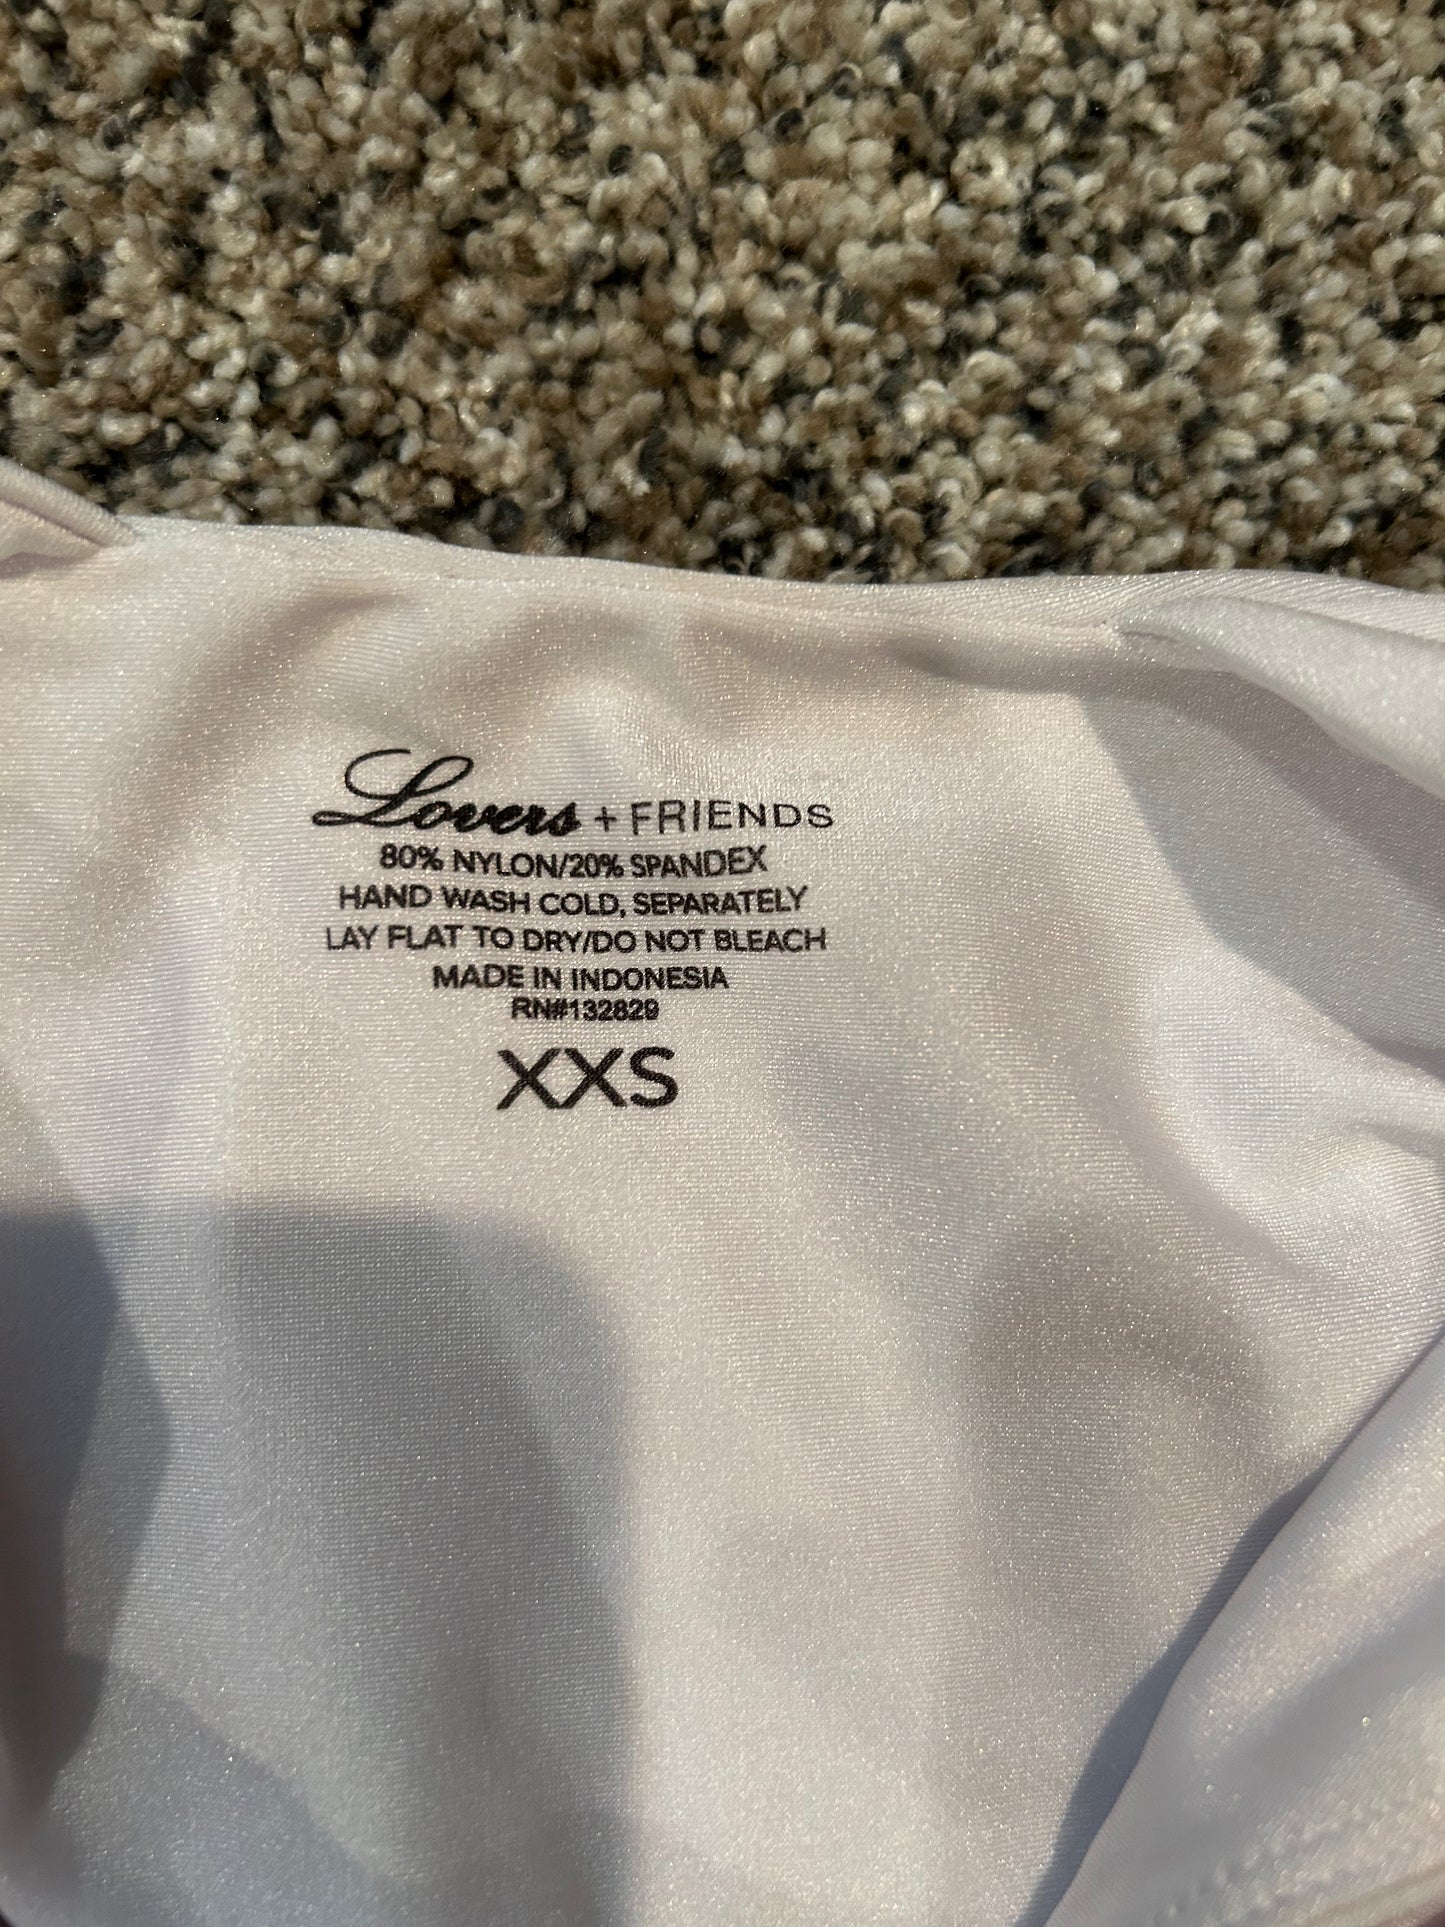 Lovers + FRIENDS
80% NYLON/20% SPANDEX
HAND WASH COLD, SEPARATELY
LAY FLAT TO DRY/DO NOT BLEACH
MADE IN INDONESIA
RN#132829
XXS